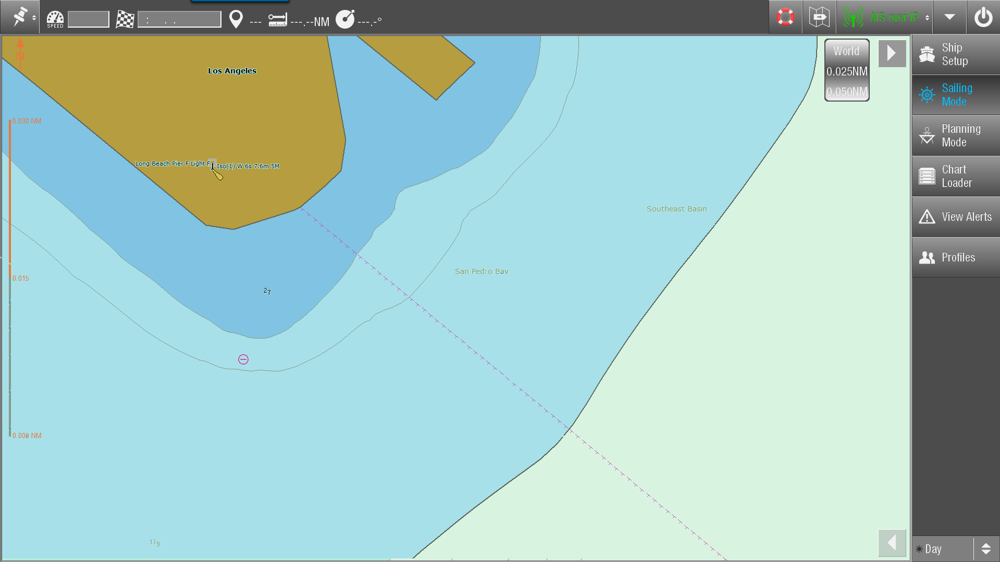 SPEED
: . .
---
---.--NM
---.-°
AIS over IP
N
Los Angeles
World
0.025NM
0.050NM
Ship
Setup
Sailing
Mode
Planning
Mode
Chart
Loader
View Alerts
Profiles
0.030 NM
Long Beach Pier F Light F
Iso(1) W 6s 7.6m 5M
Southeast Basin
San Pedro Bay
0.015
2₇
0.000 NM
17₉
Day